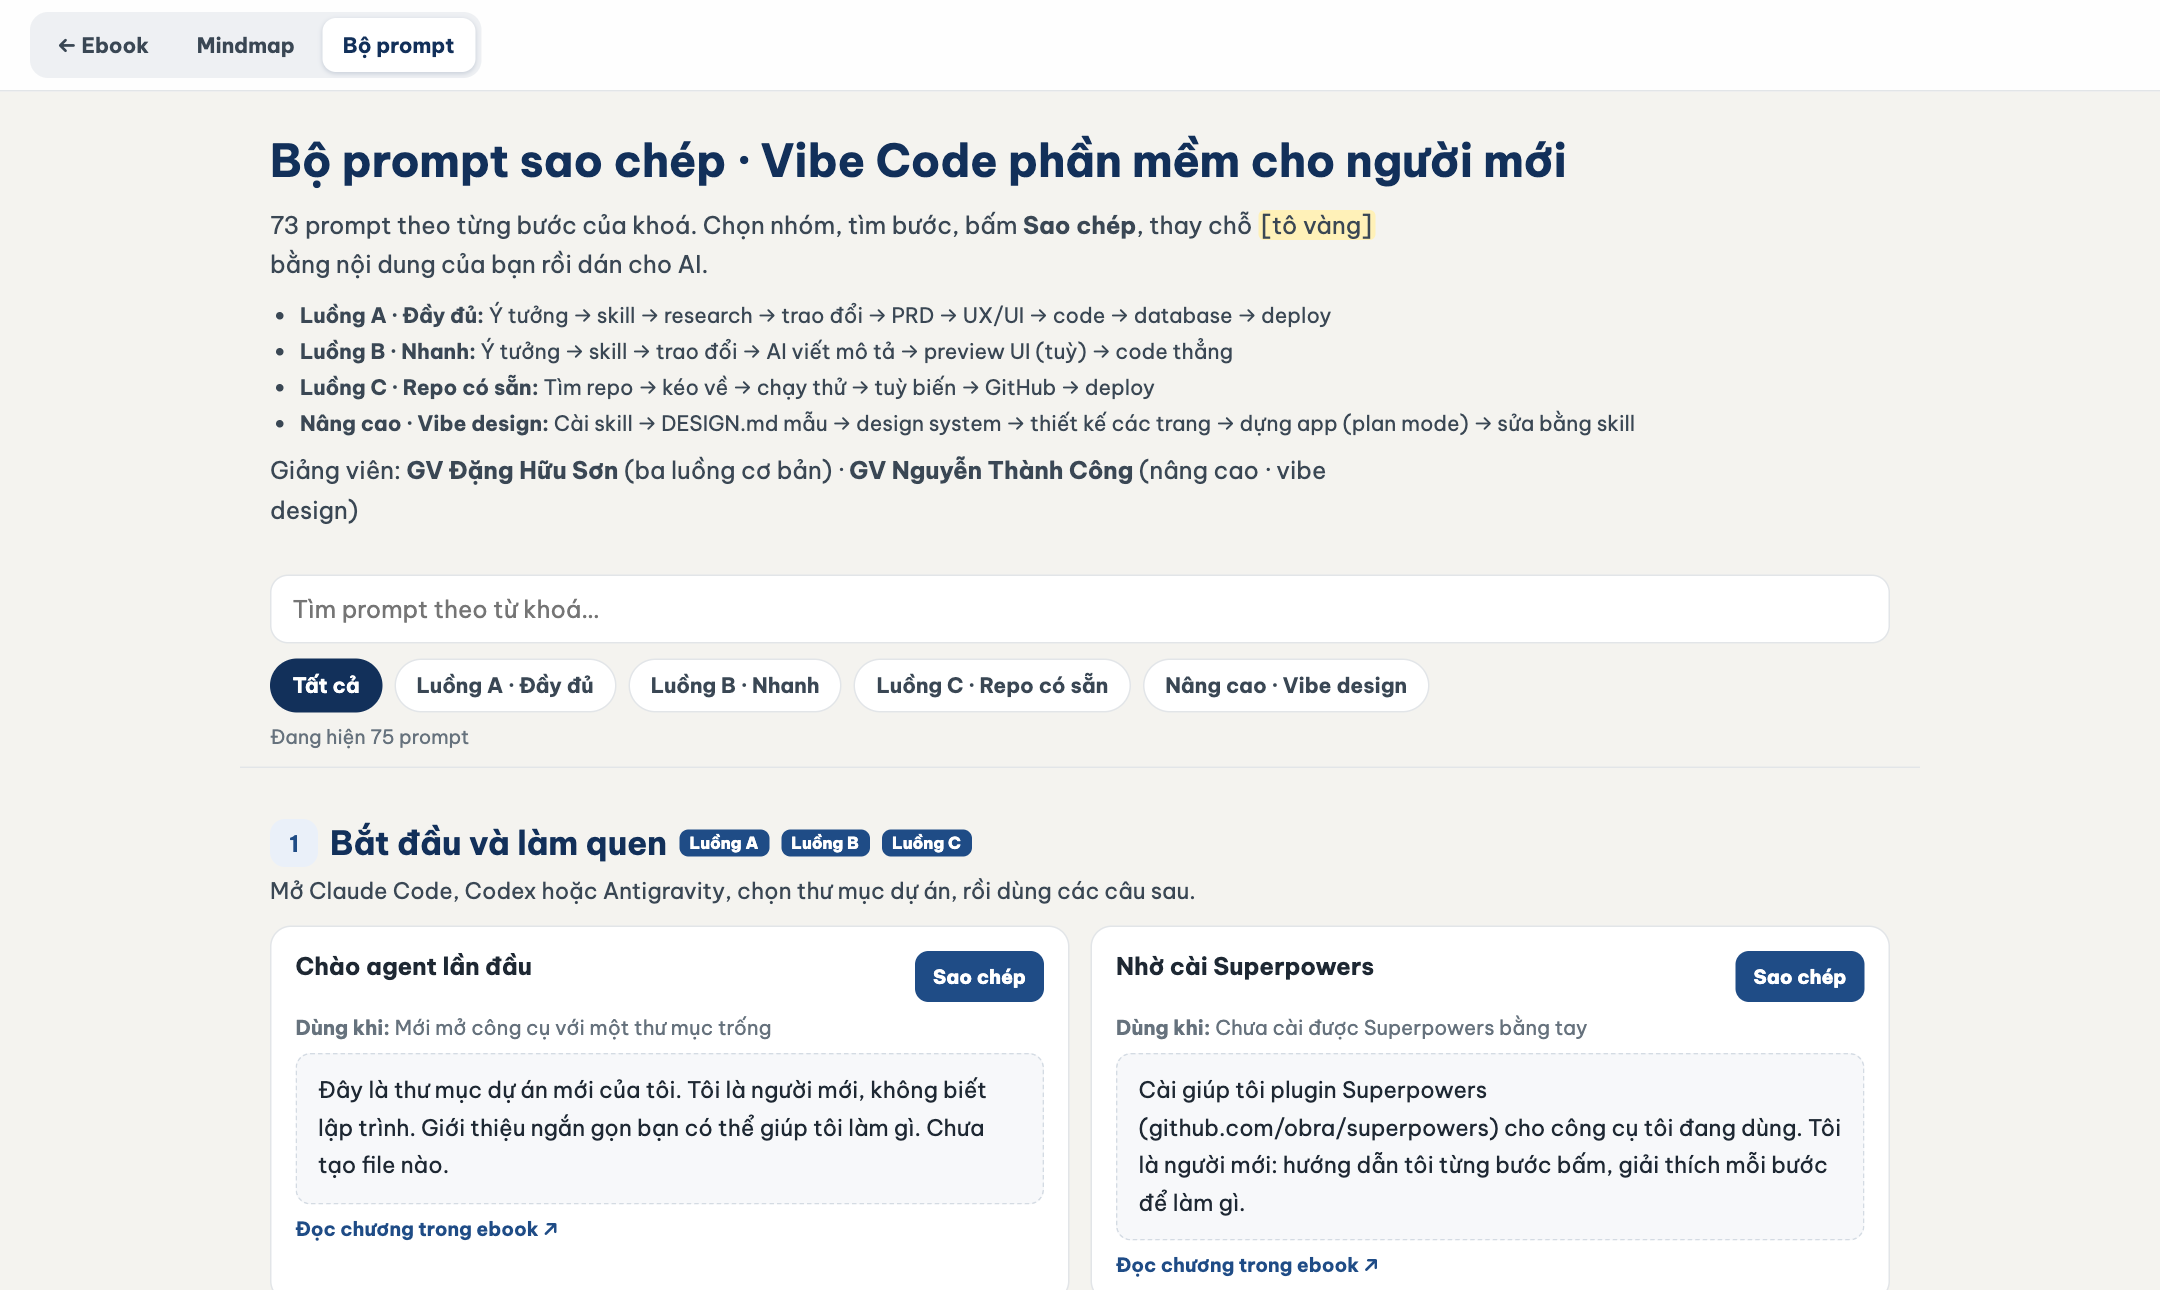 ← Ebook
Mindmap
Bộ prompt
Bộ prompt sao chép · Vibe Code phần mềm cho người mới
73 prompt theo từng bước của khoá. Chọn nhóm, tìm bước, bấm Sao chép, thay chỗ [tô vàng]
bằng nội dung của bạn rồi dán cho AI.
• Luồng A · Đầy đủ: Ý tưởng → skill → research → trao đổi → PRD → UX/UI → code → database → deploy
• Luồng B · Nhanh: Ý tưởng → skill → trao đổi → AI viết mô tả → preview UI (tuỳ) → code thẳng
• Luồng C · Repo có sẵn: Tìm repo → kéo về → chạy thử → tuỳ biến → GitHub → deploy
• Nâng cao · Vibe design: Cài skill → DESIGN.md mẫu → design system → thiết kế các trang → dựng app (plan mode) → sửa bằng skill
Giảng viên: GV Đặng Hữu Sơn (ba luồng cơ bản) · GV Nguyễn Thành Công (nâng cao · vibe
design)
Tìm prompt theo từ khoá...
Tất cả
Luồng A · Đầy đủ
Luồng B · Nhanh
Luồng C · Repo có sẵn
Nâng cao · Vibe design
Đang hiện 75 prompt
1 Bắt đầu và làm quen Luồng A Luồng B Luồng C
Mở Claude Code, Codex hoặc Antigravity, chọn thư mục dự án, rồi dùng các câu sau.
Chào agent lần đầu
Sao chép
Dùng khi: Mới mở công cụ với một thư mục trống
Đây là thư mục dự án mới của tôi. Tôi là người mới, không biết
lập trình. Giới thiệu ngắn gọn bạn có thể giúp tôi làm gì. Chưa
tạo file nào.
Đọc chương trong ebook ↗
Nhờ cài Superpowers
Sao chép
Dùng khi: Chưa cài được Superpowers bằng tay
Cài giúp tôi plugin Superpowers
(github.com/obra/superpowers) cho công cụ tôi đang dùng. Tôi
là người mới: hướng dẫn tôi từng bước bấm, giải thích mỗi bước
để làm gì.
Đọc chương trong ebook ↗